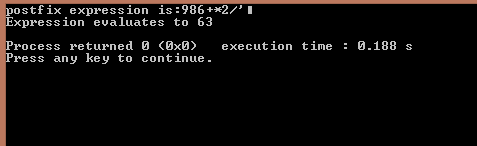 postfix expression is:986+*2/'
Expression evaluates to 63
Process returned 0 (0x0)   execution time : 0.188 s
Press any key to continue.